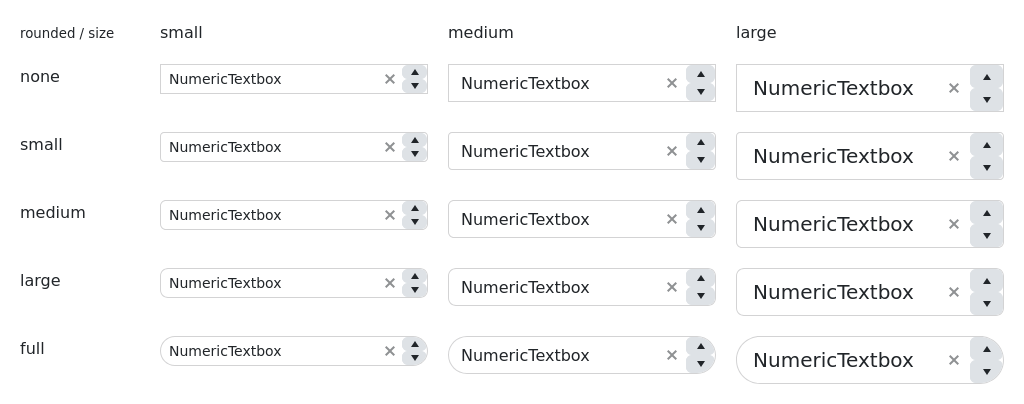 rounded / size small medium large
none NumericTextbox NumericTextbox NumericTextbox
small NumericTextbox NumericTextbox NumericTextbox
medium NumericTextbox NumericTextbox NumericTextbox
large NumericTextbox NumericTextbox NumericTextbox
full NumericTextbox NumericTextbox NumericTextbox